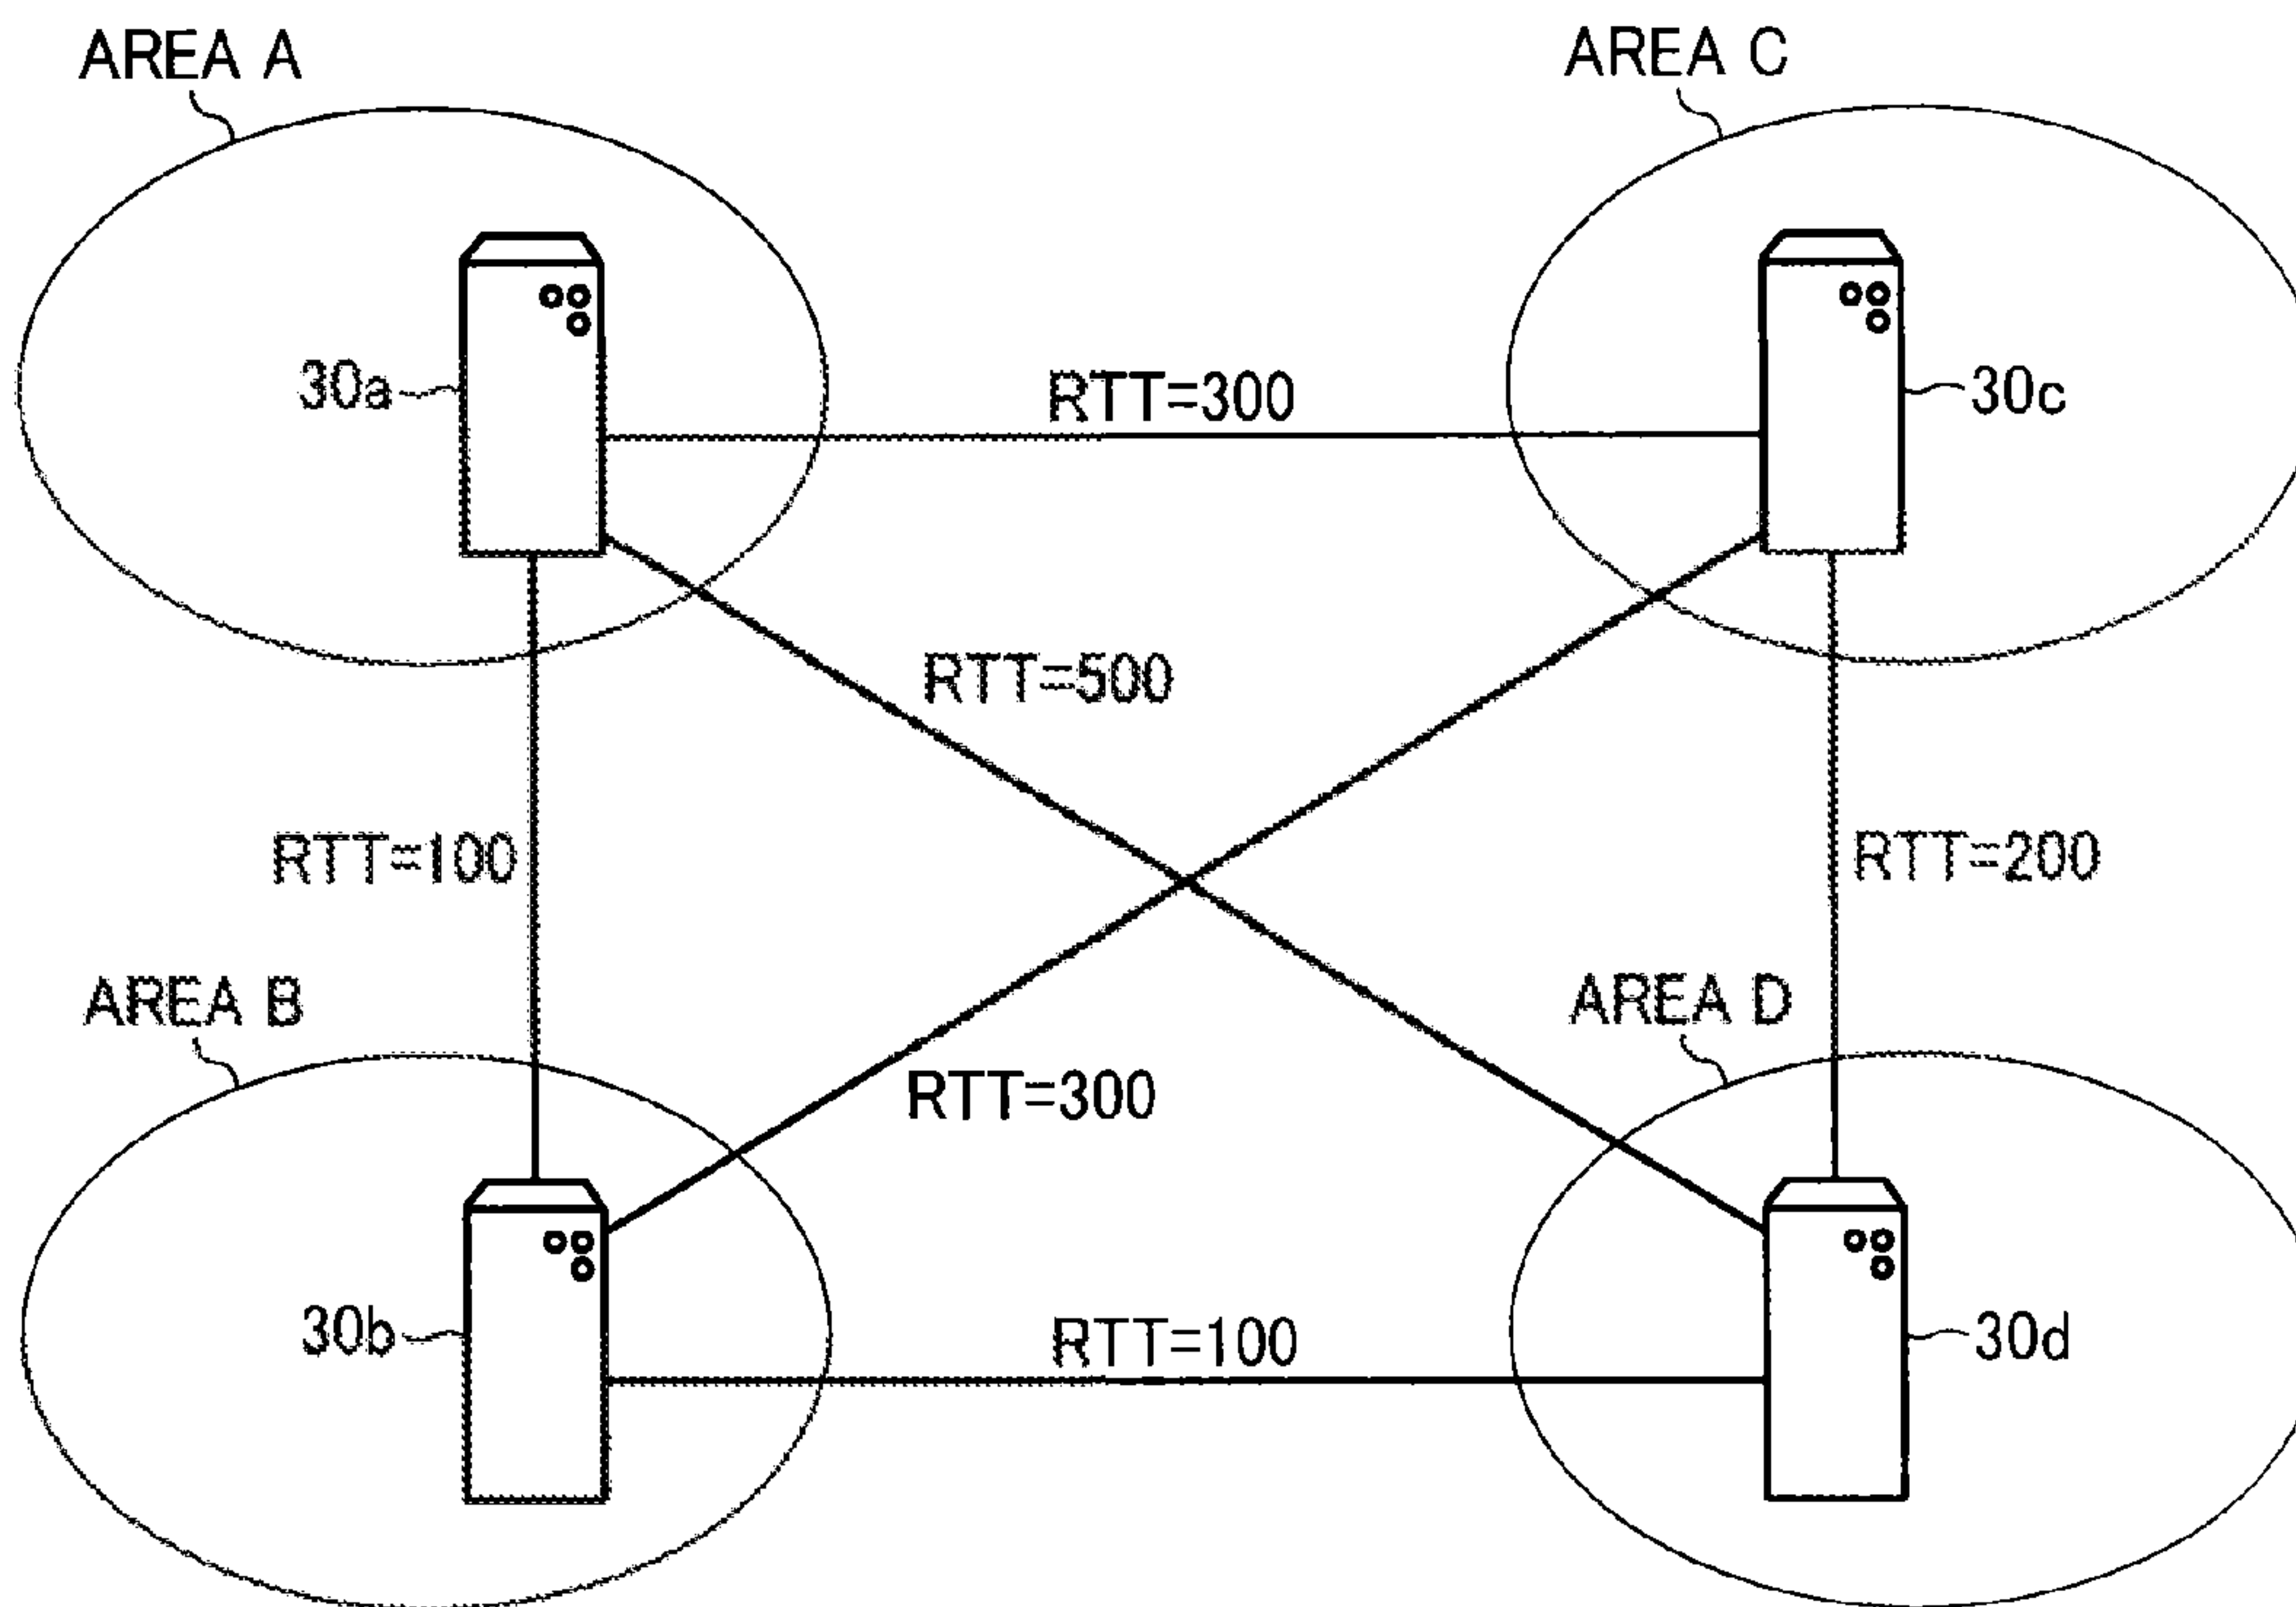 AREA A
AREA C
30a
RTT=300
30c
RTT=500
RTT=100
RTT=200
AREA B
AREA D
RTT=300
30b
RTT=100
30d